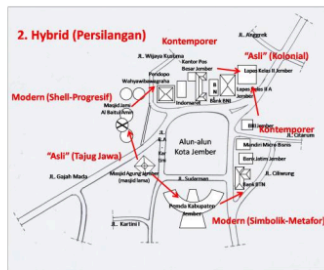 2. Hybrid (Persilangan)
Kontemporer
JL. Anggrek
JL. Wijaya Kusuma
Kantor Pos
Besar Jember
"Asli" (Kolonial)
Lapas Kelas II Jember
Pendopo
Wahyawibawagraha
Lapas Kelas II A
Jember
Modern (Shell-Progresif)
Masjid Jami
Al Baitul Amin
Indomaret
Bank BNI
Kontemporer
BRI Jember
JL. Citarum
"Asli" (Tajug Jawa)
Alun-alun
Kota Jember
Mandiri Mitra Bisnis
Bank Jatim Jember
JL. Gajah Mada
Masjid Agung Jember
(masjid lama)
JL. Sudarman
JL. Ciliwung
Bank BTN
Pemda Kabupaten
Jember
JL. Kartini I
Modern (Simbolik-Metafor)